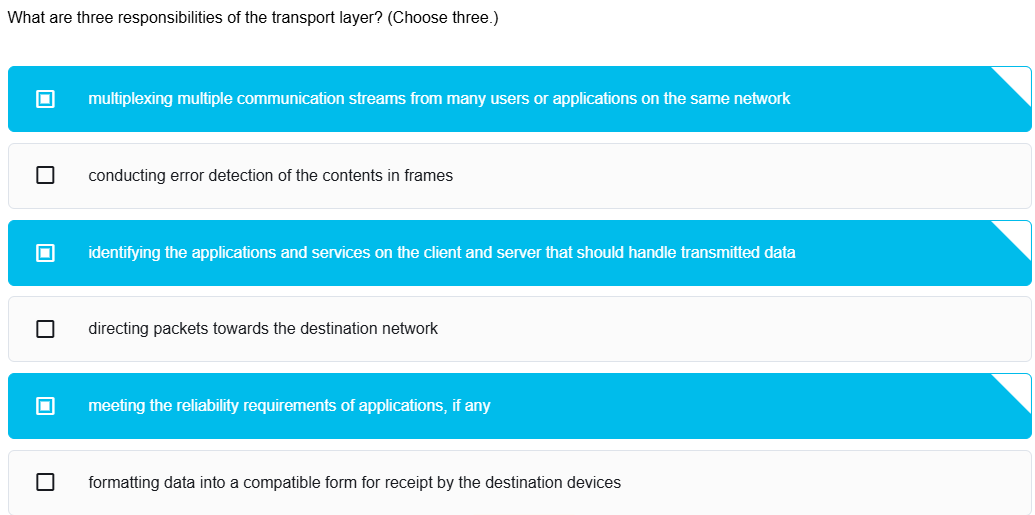 What are three responsibilities of the transport layer? (Choose three.)
multiplexing multiple communication streams from many users or applications on the same network
conducting error detection of the contents in frames
identifying the applications and services on the client and server that should handle transmitted data
directing packets towards the destination network
meeting the reliability requirements of applications, if any
formatting data into a compatible form for receipt by the destination devices